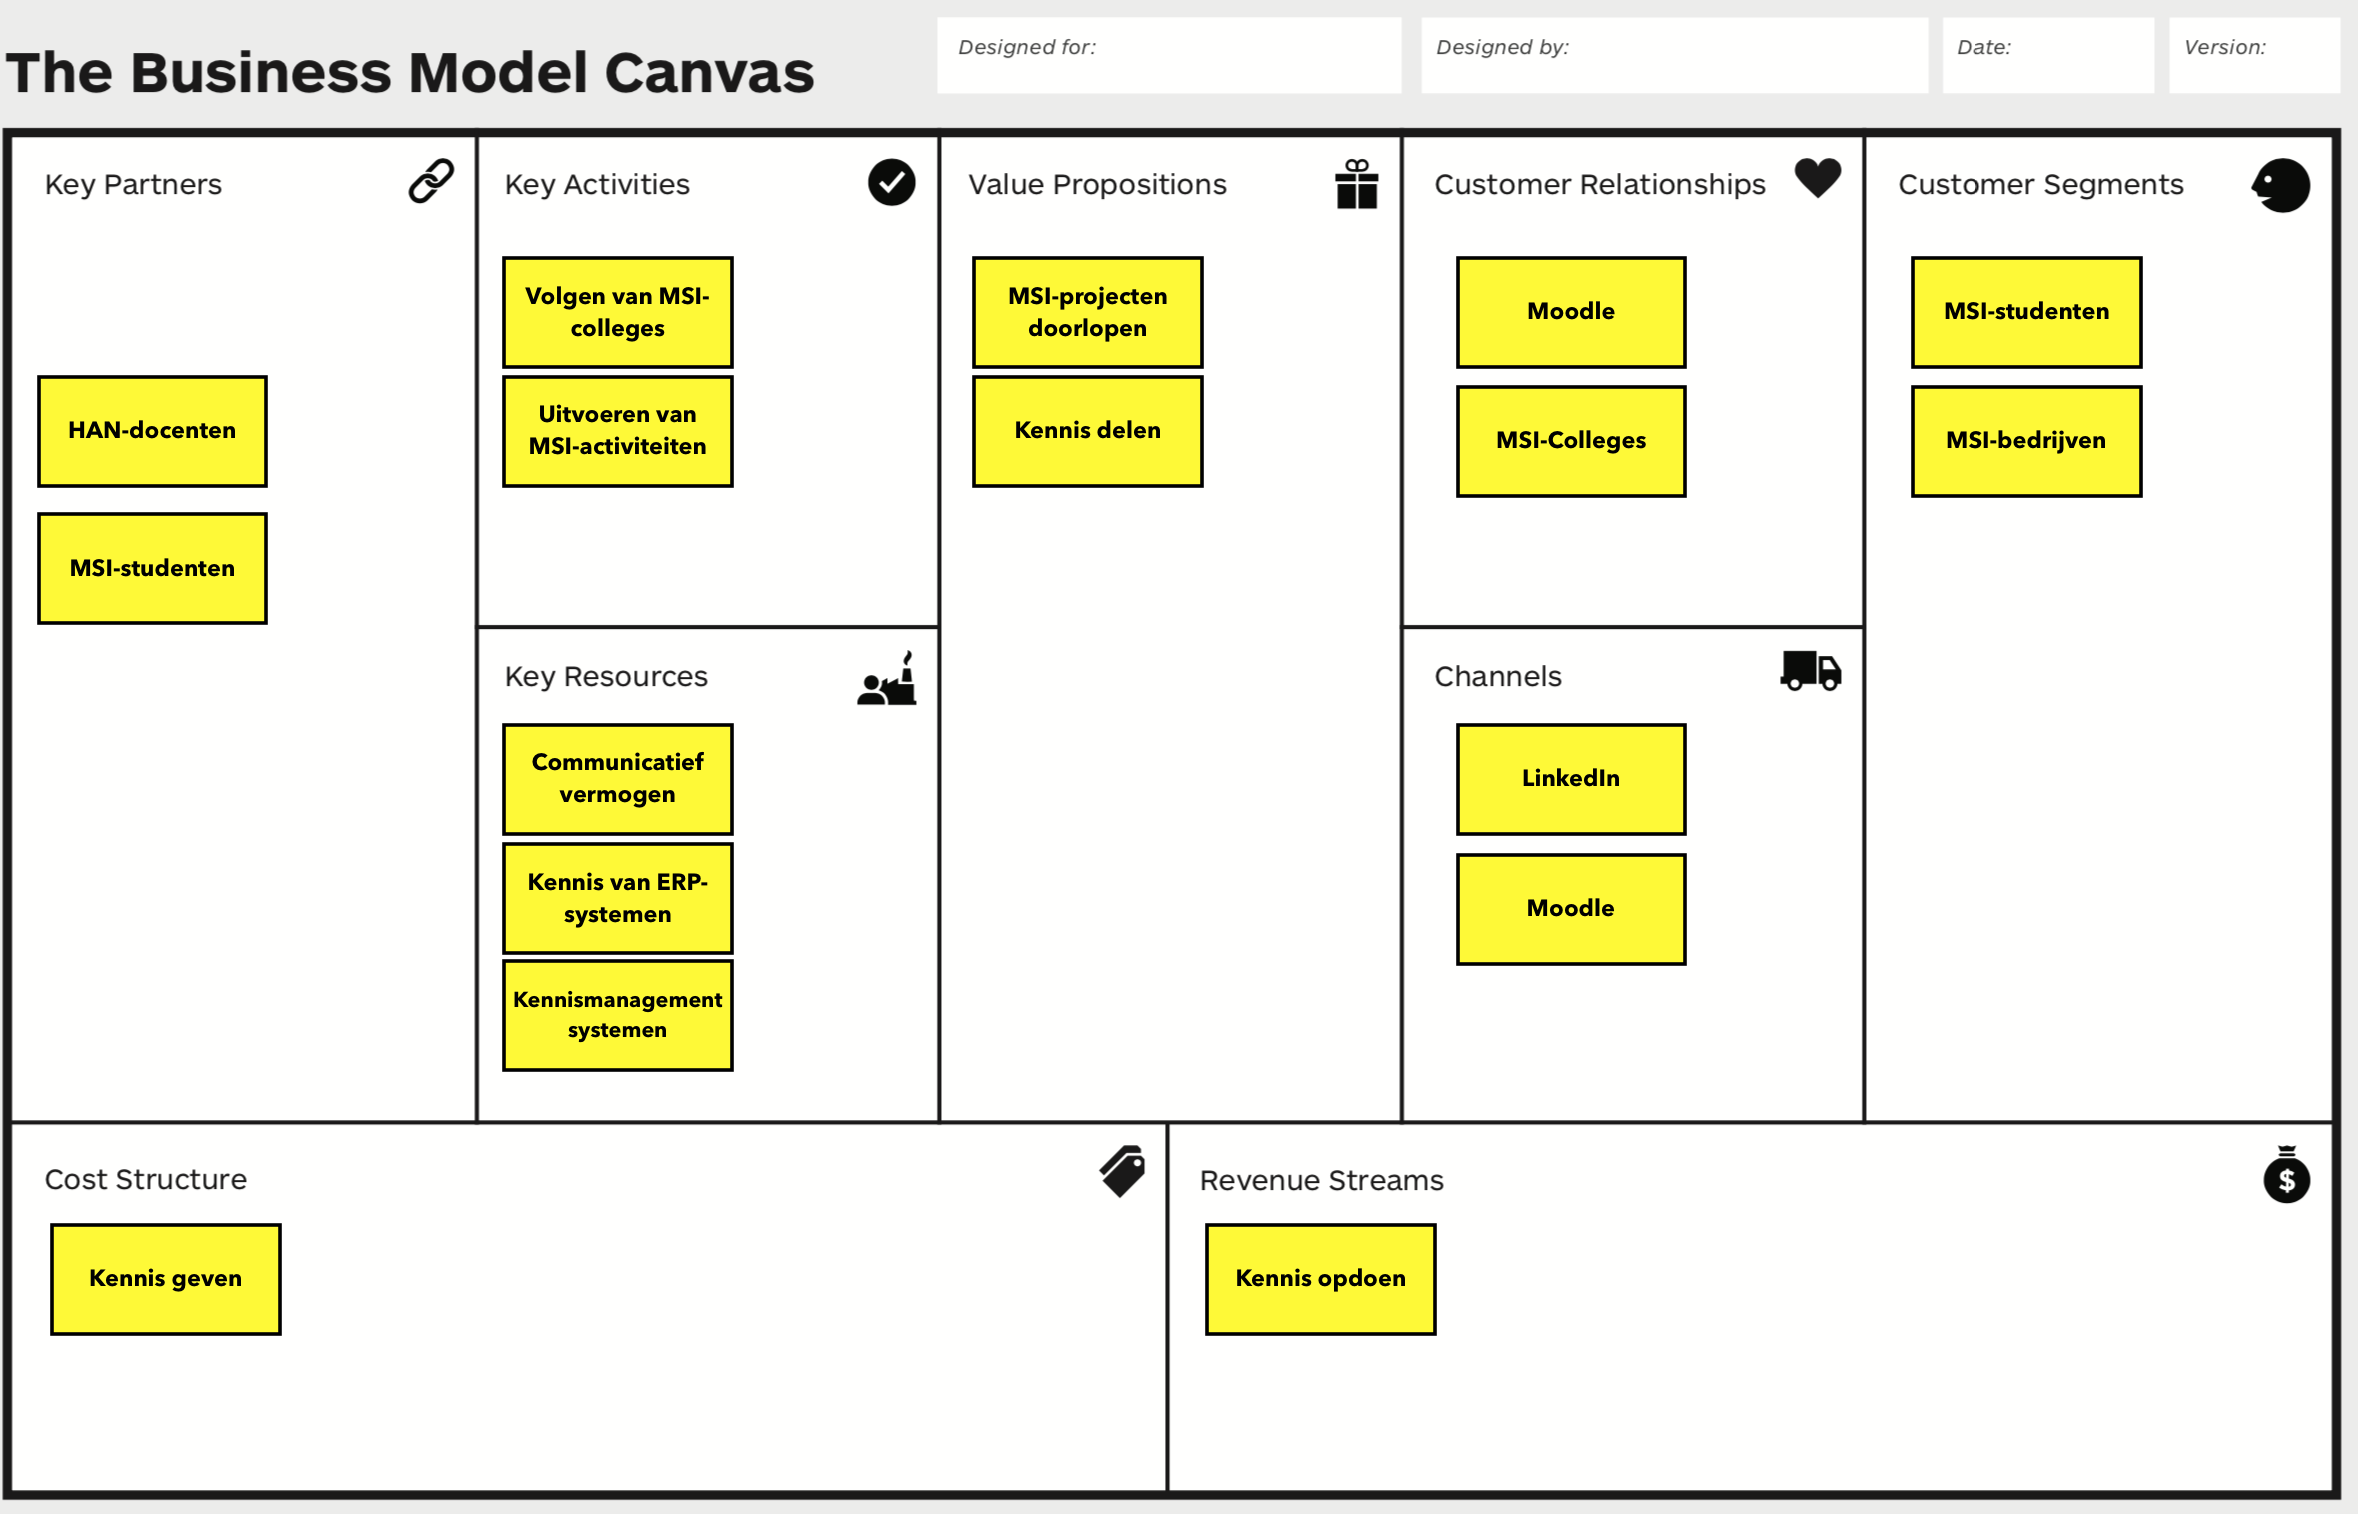 The Business Model Canvas
Designed for:
Designed by:
Date:
Version:
Key Partners
HAN-docenten
MSI-studenten
Key Activities
Volgen van MSI-
colleges
Uitvoeren van
MSI-activiteiten
Key Resources
Communicatief
vermogen
Kennis van ERP-
systemen
Kennismanagement
systemen
Value Propositions
MSI-projecten
doorlopen
Kennis delen
Customer Relationships
Moodle
MSI-Colleges
Channels
LinkedIn
Moodle
Customer Segments
MSI-studenten
MSI-bedrijven
Cost Structure
Kennis geven
Revenue Streams
$
Kennis opdoen